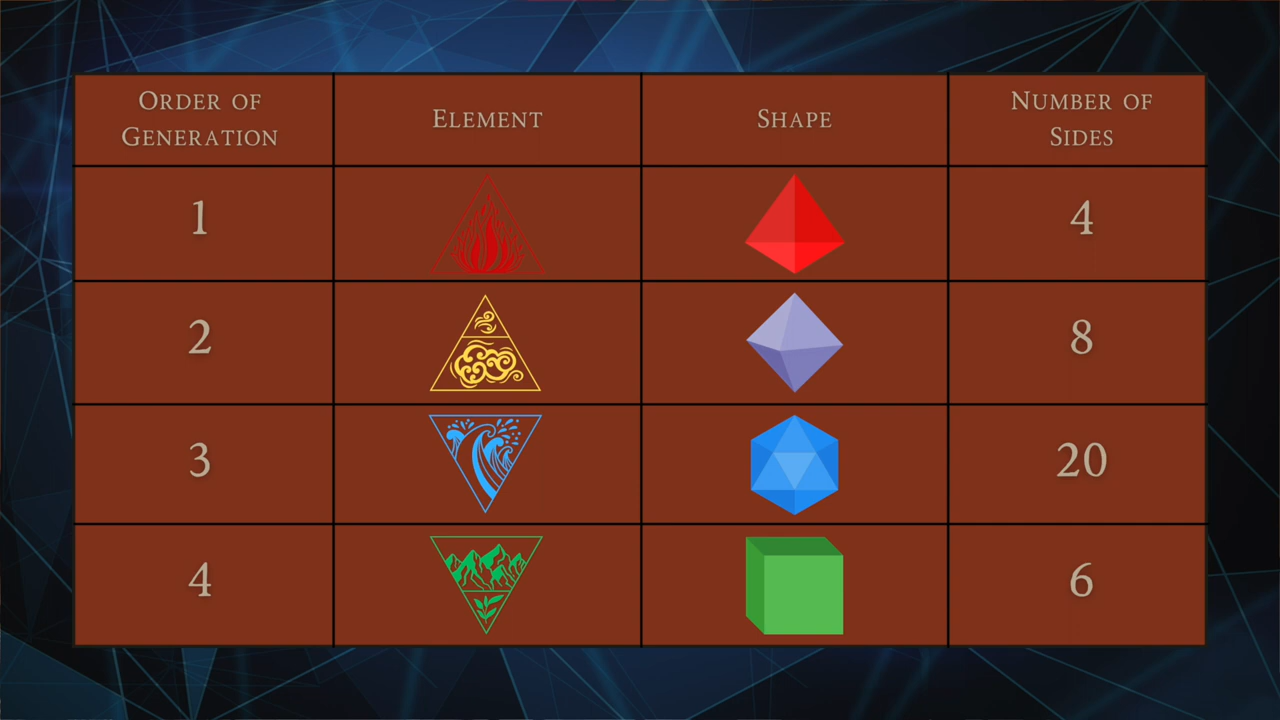 Order of
Generation
Element
Shape
Number of
Sides
1
4
2
8
3
20
4
6